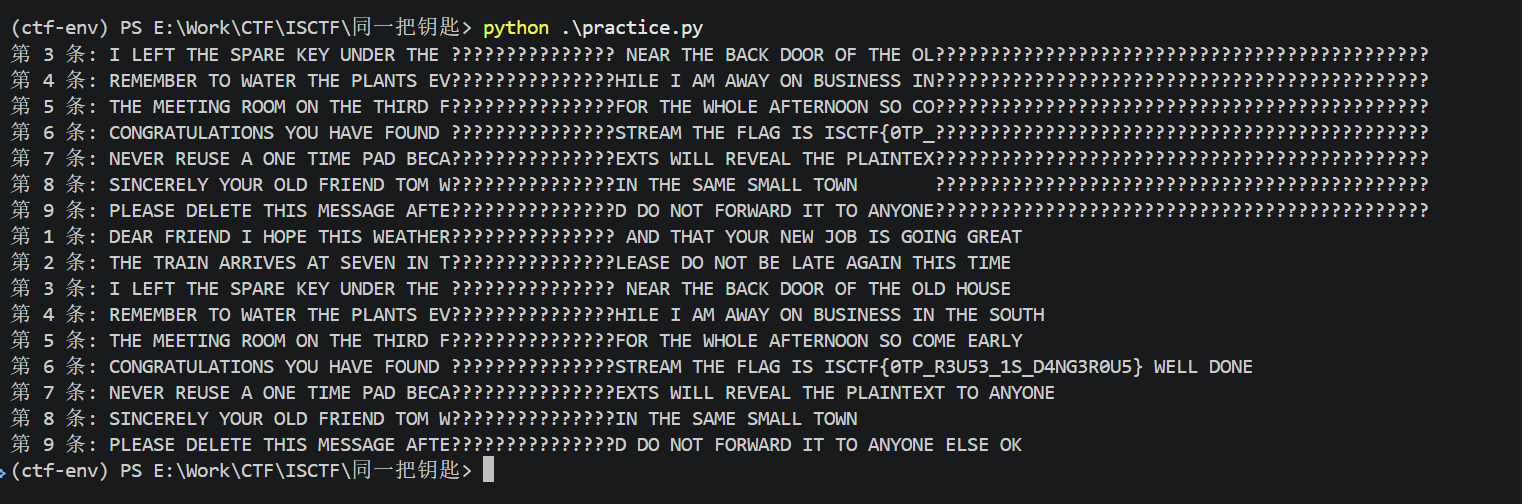 (ctf-env) PS E:\Work\CTF\ISCTF\同一把钥匙> python .\practice.py
第 3 条: I LEFT THE SPARE KEY UNDER THE ??????????????? NEAR THE BACK DOOR OF THE OL?????????????????????????????????????????????
第 4 条: REMEMBER TO WATER THE PLANTS EV???????????????HILE I AM AWAY ON BUSINESS IN?????????????????????????????????????????????
第 5 条: THE MEETING ROOM ON THE THIRD F???????????????FOR THE WHOLE AFTERNOON SO CO?????????????????????????????????????????????
第 6 条: CONGRATULATIONS YOU HAVE FOUND ???????????????STREAM THE FLAG IS ISCTF{0TP_?????????????????????????????????????????????
第 7 条: NEVER REUSE A ONE TIME PAD BECA???????????????EXTS WILL REVEAL THE PLAINTEX?????????????????????????????????????????????
第 8 条: SINCERELY YOUR OLD FRIEND TOM W???????????????IN THE SAME SMALL TOWN       ?????????????????????????????????????????????
第 9 条: PLEASE DELETE THIS MESSAGE AFTE???????????????D DO NOT FORWARD IT TO ANYONE?????????????????????????????????????????????
第 1 条: DEAR FRIEND I HOPE THIS WEATHER??????????????? AND THAT YOUR NEW JOB IS GOING GREAT
第 2 条: THE TRAIN ARRIVES AT SEVEN IN T???????????????LEASE DO NOT BE LATE AGAIN THIS TIME
第 3 条: I LEFT THE SPARE KEY UNDER THE ??????????????? NEAR THE BACK DOOR OF THE OLD HOUSE
第 4 条: REMEMBER TO WATER THE PLANTS EV???????????????HILE I AM AWAY ON BUSINESS IN THE SOUTH
第 5 条: THE MEETING ROOM ON THE THIRD F???????????????FOR THE WHOLE AFTERNOON SO COME EARLY
第 6 条: CONGRATULATIONS YOU HAVE FOUND ???????????????STREAM THE FLAG IS ISCTF{0TP_R3U53_1S_D4NG3R0U5} WELL DONE
第 7 条: NEVER REUSE A ONE TIME PAD BECA???????????????EXTS WILL REVEAL THE PLAINTEXT TO ANYONE
第 8 条: SINCERELY YOUR OLD FRIEND TOM W???????????????IN THE SAME SMALL TOWN
第 9 条: PLEASE DELETE THIS MESSAGE AFTE???????????????D DO NOT FORWARD IT TO ANYONE ELSE OK
(ctf-env) PS E:\Work\CTF\ISCTF\同一把钥匙>